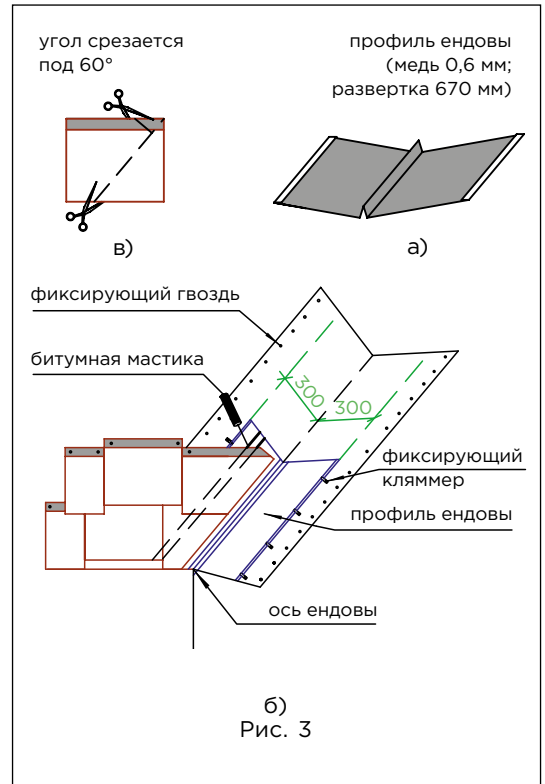 угол срезается
под 60°
профиль ендовы
(медь 0,6 мм;
развертка 670 мм)
в)
а)
фиксирующий гвоздь
битумная мастика
300
300
фиксирующий
кляммер
профиль ендовы
ось ендовы
б)
Рис. 3